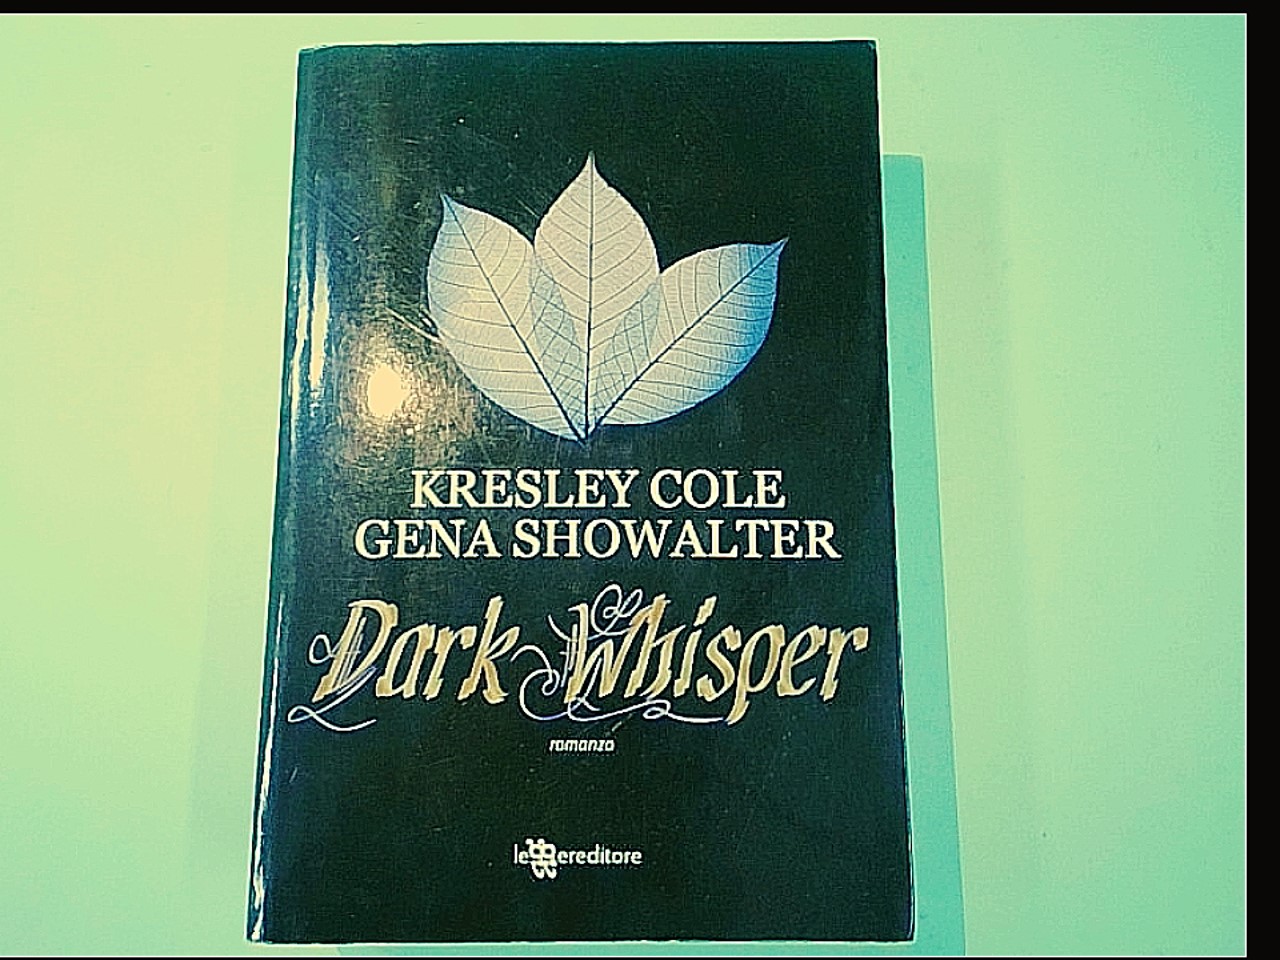 KRESLEY COLE
GENA SHOWALTER
Dark Whisper
romanzo
leggereditore